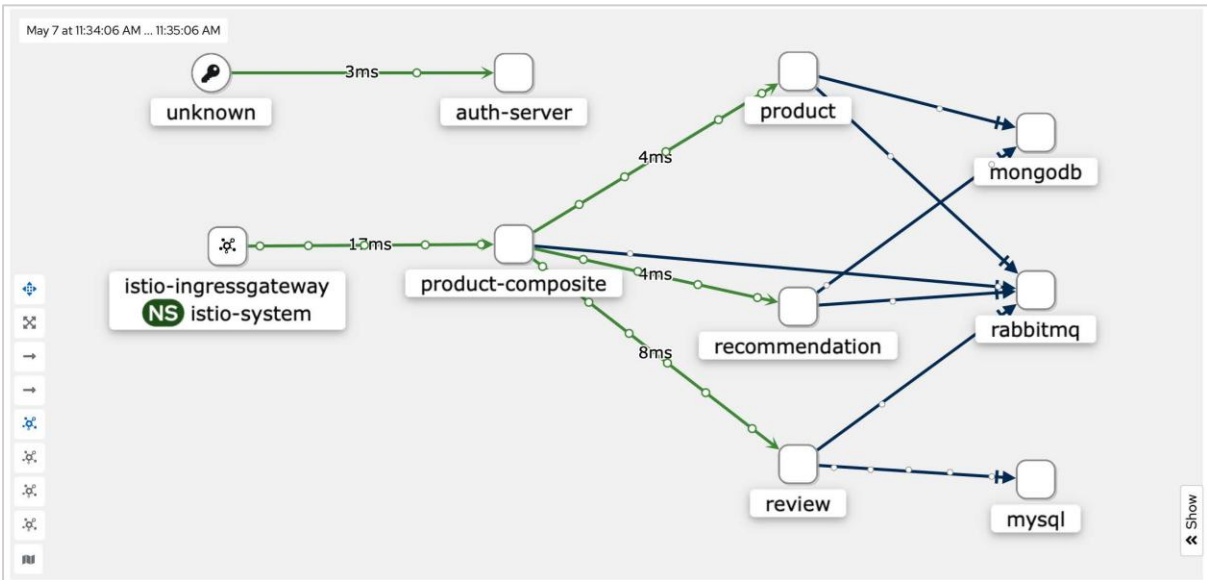 May 7 at 11:34:06 AM ... 11:35:06 AM
3ms
unknown
auth-server
product
4ms
mongodb
17ms
istio-ingressgateway
NS istio-system
product-composite
4ms
recommendation
rabbitmq
8ms
review
mysql
« Show